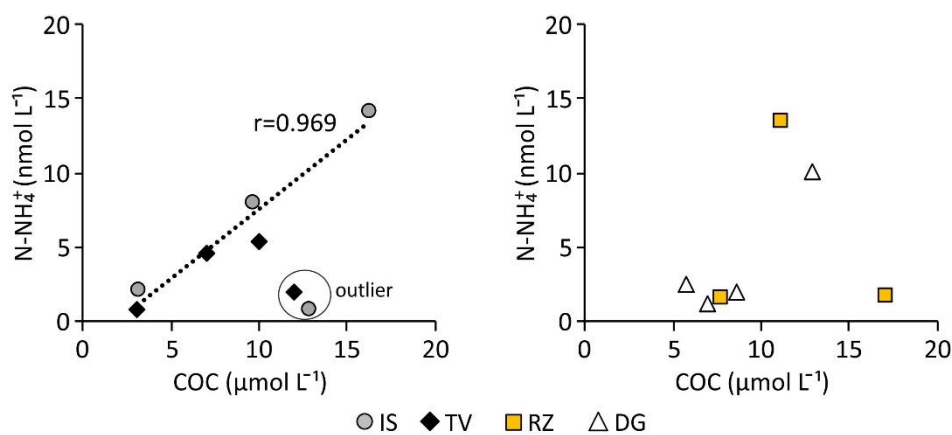 20
15
10
5
0
N-NH₄⁺ (nmol L⁻¹)
r=0.969
outlier
0 5 10 15 20
COC (µmol L⁻¹)
20
15
10
5
0
N-NH₄⁺ (nmol L⁻¹)
0 5 10 15 20
COC (µmol L⁻¹)
IS TV RZ DG